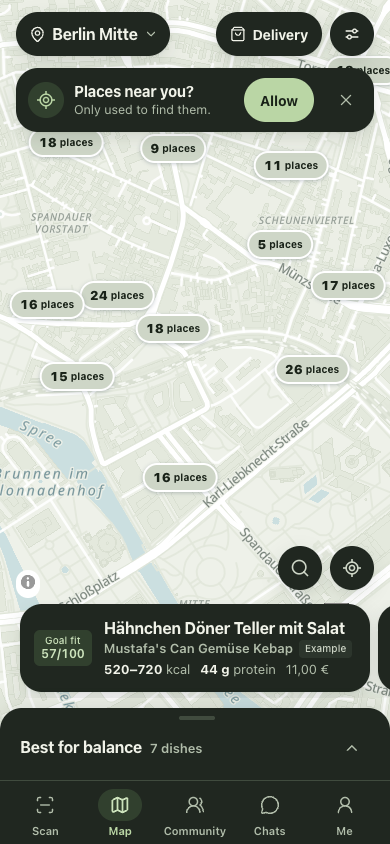 Berlin Mitte
Delivery
Places near you?
Only used to find them.
Allow
places
18 places
9 places
11 places
SPANDAUER
VORSTADT
SCHEUNENVIERTEL
5 places
17 places
24 places
16 places
18 places
15 places
26 places
Spree
Brunnen im
16 places
Karl-Liebknecht-Straße
MITTE
Goal fit
57/100
Hähnchen Döner Teller mit Salat
Mustafa's Can Gemüse Kebap Example
520–720 kcal 44 g protein 11,00 €
Best for balance 7 dishes
Scan
Map
Community
Chats
Me